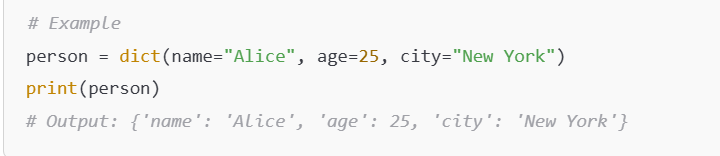 # Example
person = dict(name="Alice", age=25, city="New York")
print(person)
# Output: {'name': 'Alice', 'age': 25, 'city': 'New York'}